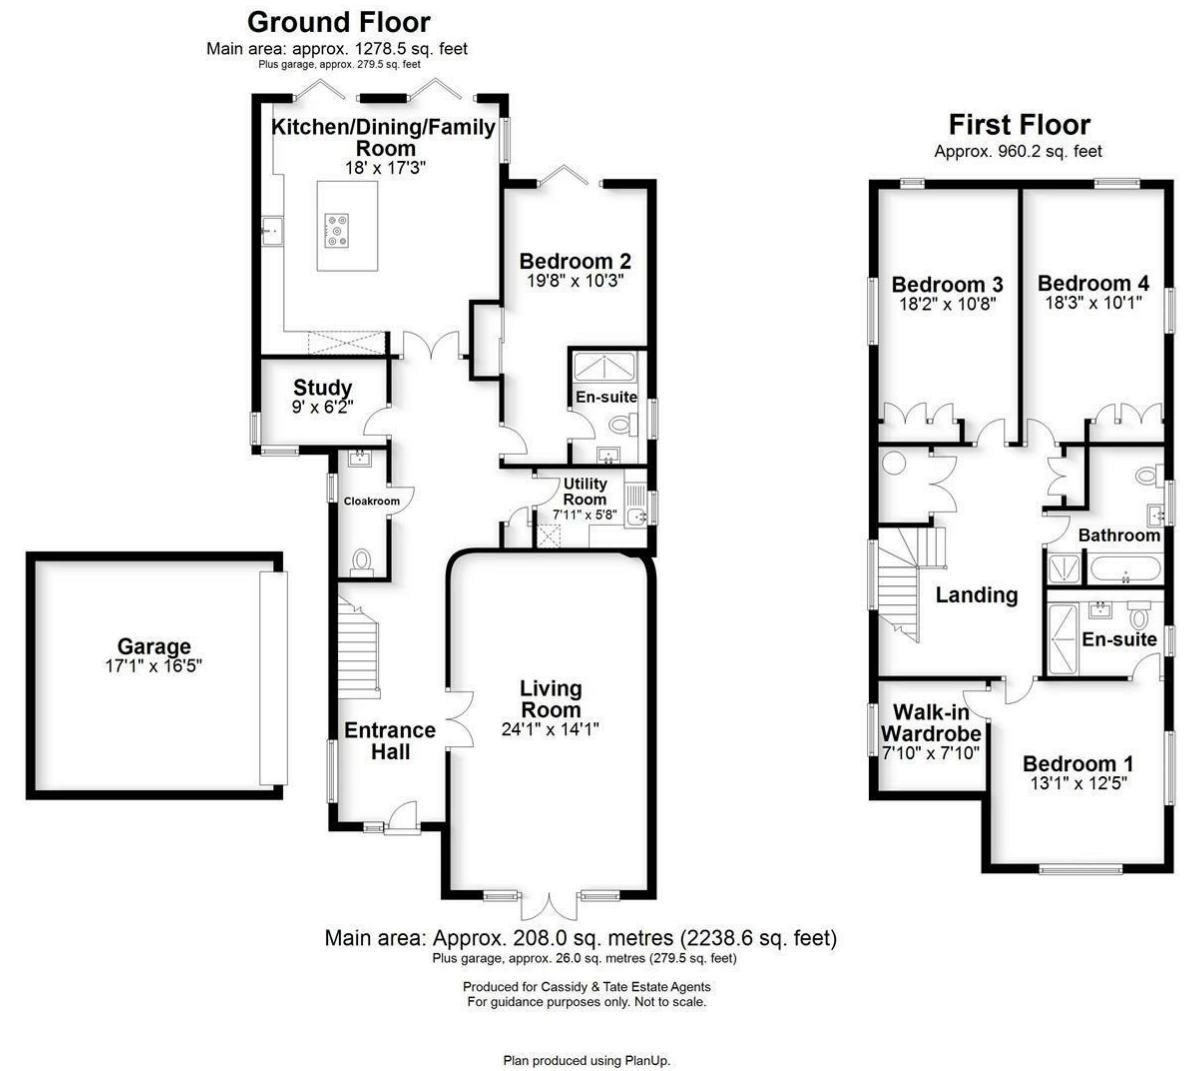 Ground Floor
Main area: approx. 1278.5 sq. feet
Plus garage, approx. 279.5 sq. feet
Kitchen/Dining/Family
Room
18' x 17'3"
Bedroom 2
19'8" x 10'3"
Study
9' x 6'2"
En-suite
Cloakroom
Utility
Room
7'11" x 5'8"
Garage
17'1" x 16'5"
Living
Room
24'1" x 14'1"
Entrance
Hall
First Floor
Approx. 960.2 sq. feet
Bedroom 3
18'2" x 10'8"
Bedroom 4
18'3" x 10'1"
Bathroom
Landing
En-suite
Walk-in
Wardrobe
7'10" x 7'10"
Bedroom 1
13'1" x 12'5"
Main area: Approx. 208.0 sq. metres (2238.6 sq. feet)
Plus garage, approx. 26.0 sq. metres (279.5 sq. feet)
Produced for Cassidy & Tate Estate Agents
For guidance purposes only. Not to scale.
Plan produced using PlanUp.